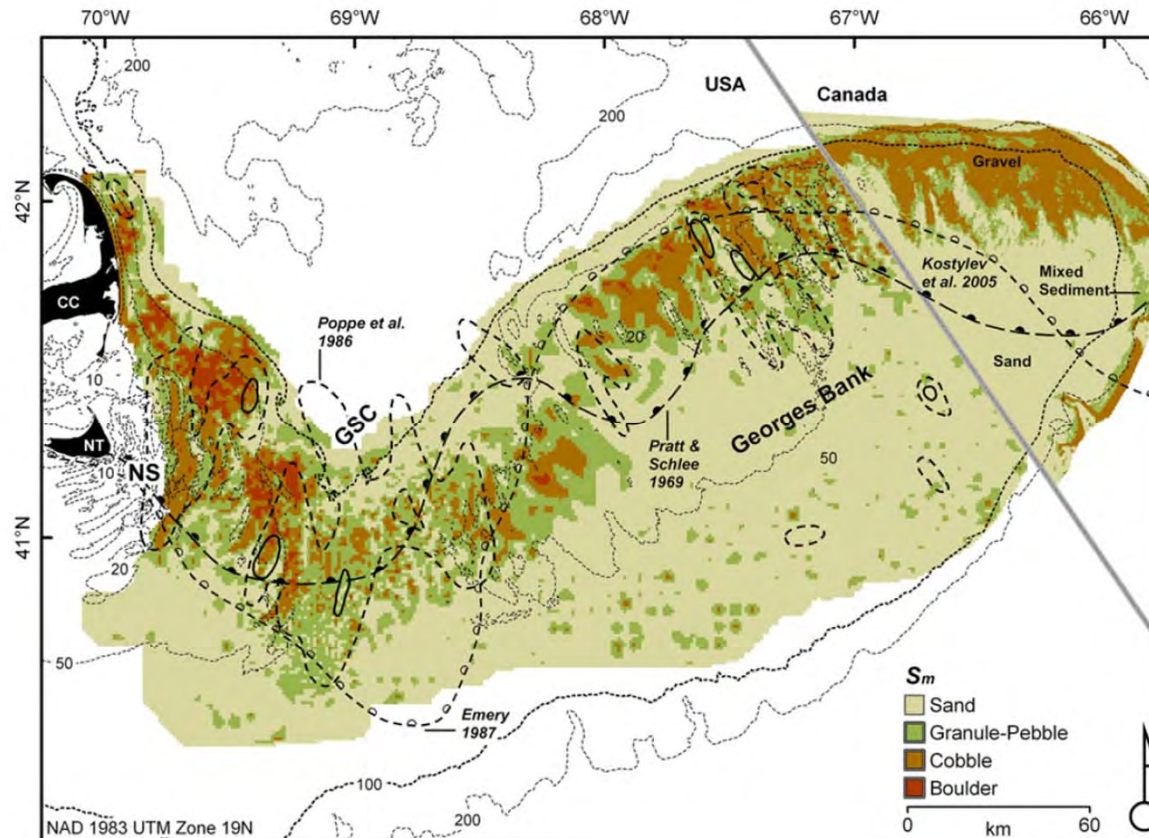 70°W 69°W 68°W 67°W 66°W
200
USA
Canada
200
Gravel
42°N
Kostylev
et al. 2005
Mixed
Sediment
CC
Poppe et al.
1986
20
Sand
10
GSC
Georges Bank
NT
Pratt &
Schlee
1969
10
NS
50
41°N
20
50
Sm
Sand
Granule-Pebble
Cobble
Boulder
Emery
1987
100
200
0 60
km
NAD 1983 UTM Zone 19N